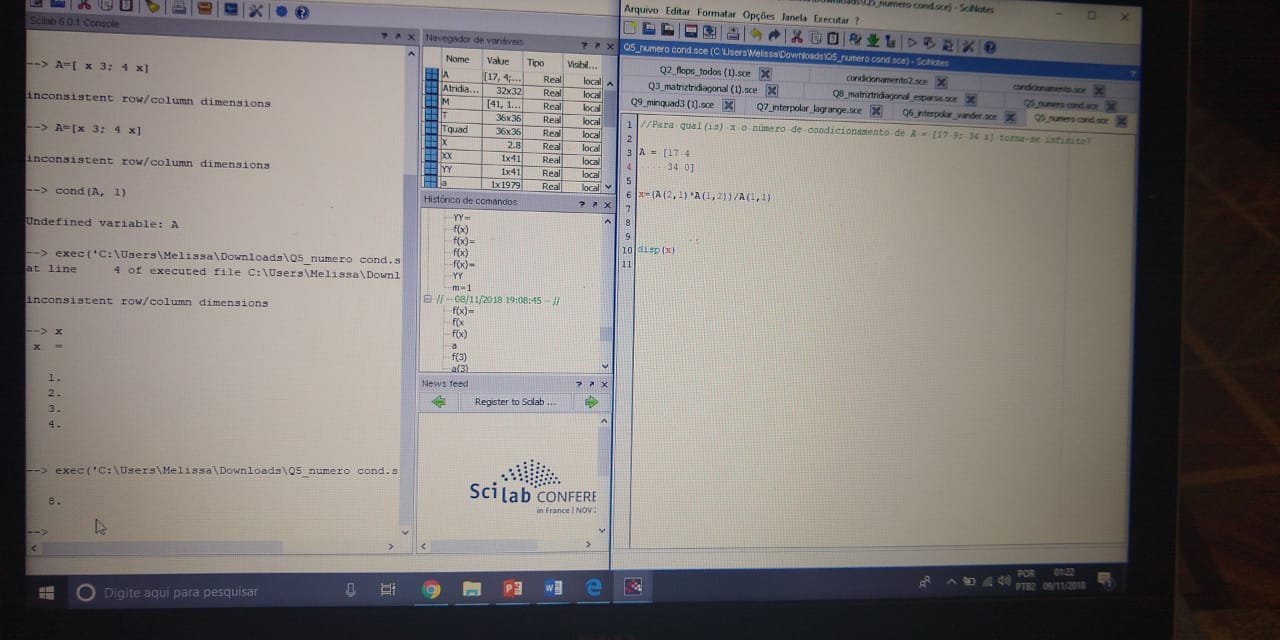 Scilab 6.0.1 Console
--> A=[ x 3; 4 x]
inconsistent row/column dimensions
--> A=[x 3; 4 x]
inconsistent row/column dimensions
--> cond(A, 1)
Undefined variable: A
--> exec('C:\Users\Melissa\Downloads\Q5_numero cond.s
at line 4 of executed file C:\Users\Melissa\Downl
inconsistent row/column dimensions
--> x
x =
1.
2.
3.
4.
--> exec('C:\Users\Melissa\Downloads\Q5_numero cond.s
8.
-->
Navegador de variáveis
Nome Value Tipo Visibil...
A [17, 4;... Real local
Atridia... 32x32 Real local
M [41, 1... Real local
T 36x36 Real local
Tquad 36x36 Real local
X 2.8 Real local
XX 1x41 Real local
YY 1x41 Real local
a 1x1979 Real local
Histórico de comandos
YY=
f(x)
f(x)=
f(x)
f(x)=
YY
m=1
// -- 08/11/2018 19:08:45 -- //
f(x)=
f(x
f(x)
a
f(3)
a(3)
News feed
Register to Scilab ...
Scilab CONFERE
in France | NOV 2
numero cond.sce) - SciNotes
Arquivo Editar Formatar Opções Janela Executar ?
Q5_numero cond.sce (C:\Users\Melissa\Downloads\Q5_numero cond.sce) - SciNotes
Q2_flops_todos (1).sce condicionamento2.sce condicionamento.sce
Q3_matriztridiagonal (1).sce Q8_matriztridiagonal_esparsa.sce Q5_numero cond.sce
Q9_minquad3 (1).sce Q7_interpolar_lagrange.sce Q6_interpolar_vander.sce Q5_numero cond.sce
1 //Para qual(is) x o número de condicionamento de A = [17 9; 34 x] torna-se infinito?
2
3 A = [17 4
4 34 0]
5
6 x=(A(2,1)*A(1,2))/A(1,1)
7
8
9
10 disp(x)
11
Digite aqui para pesquisar
POR 01:22
PTB2 09/11/2018